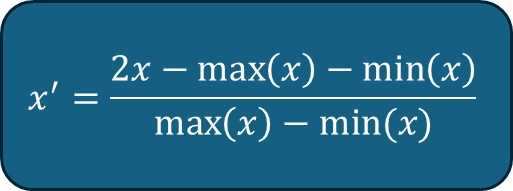 x′ = (2x − max(x) − min(x)) / (max(x) − min(x))